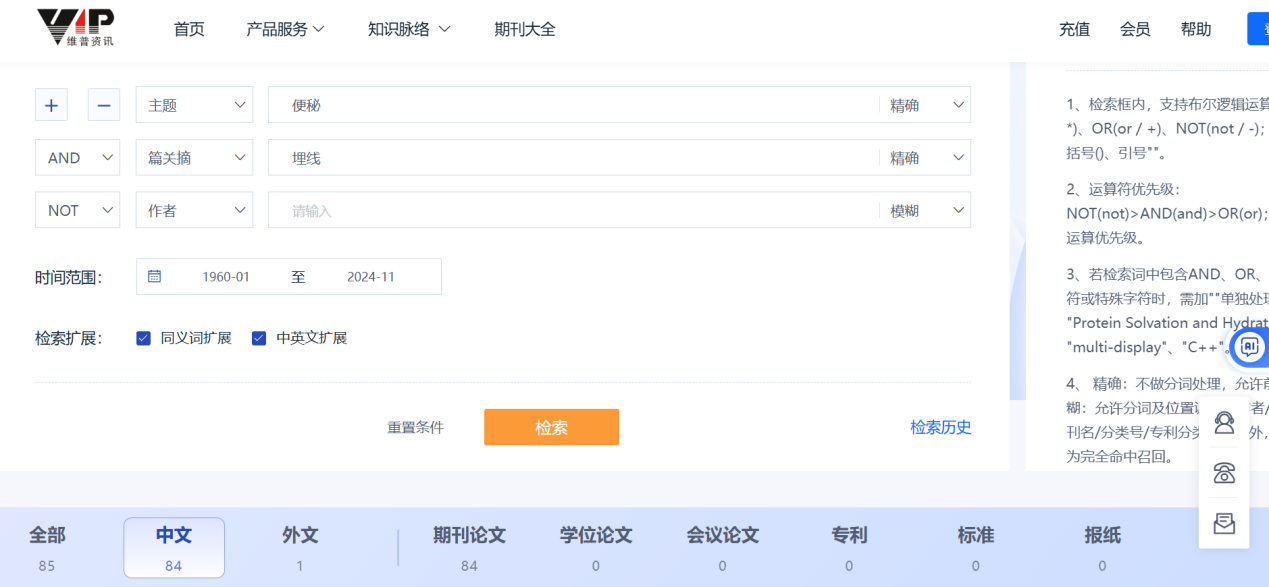 VIP 维普资讯 首页 产品服务 知识脉络 期刊大全 充值 会员 帮助
+ − 主题 便秘 精确
AND 篇关摘 埋线 精确
NOT 作者 请输入 模糊
时间范围： 1960-01 至 2024-11
检索扩展： 同义词扩展 中英文扩展
重置条件 检索 检索历史
1、检索框内，支持布尔逻辑运算
*)、OR(or / +)、NOT(not / -)；
括号()、引号""。
2、运算符优先级：
NOT(not)>AND(and)>OR(or)；
运算优先级。
3、若检索词中包含AND、OR、
符或特殊字符时，需加""单独处理
"Protein Solvation and Hydrat
"multi-display"、"C++"。
AI
4、 精确：不做分词处理，允许前
糊：允许分词及位置 者/
刊名/分类号/专利分类 外，
为完全命中召回。
全部 中文 外文 期刊论文 学位论文 会议论文 专利 标准 报纸
85 84 1 84 0 0 0 0 0